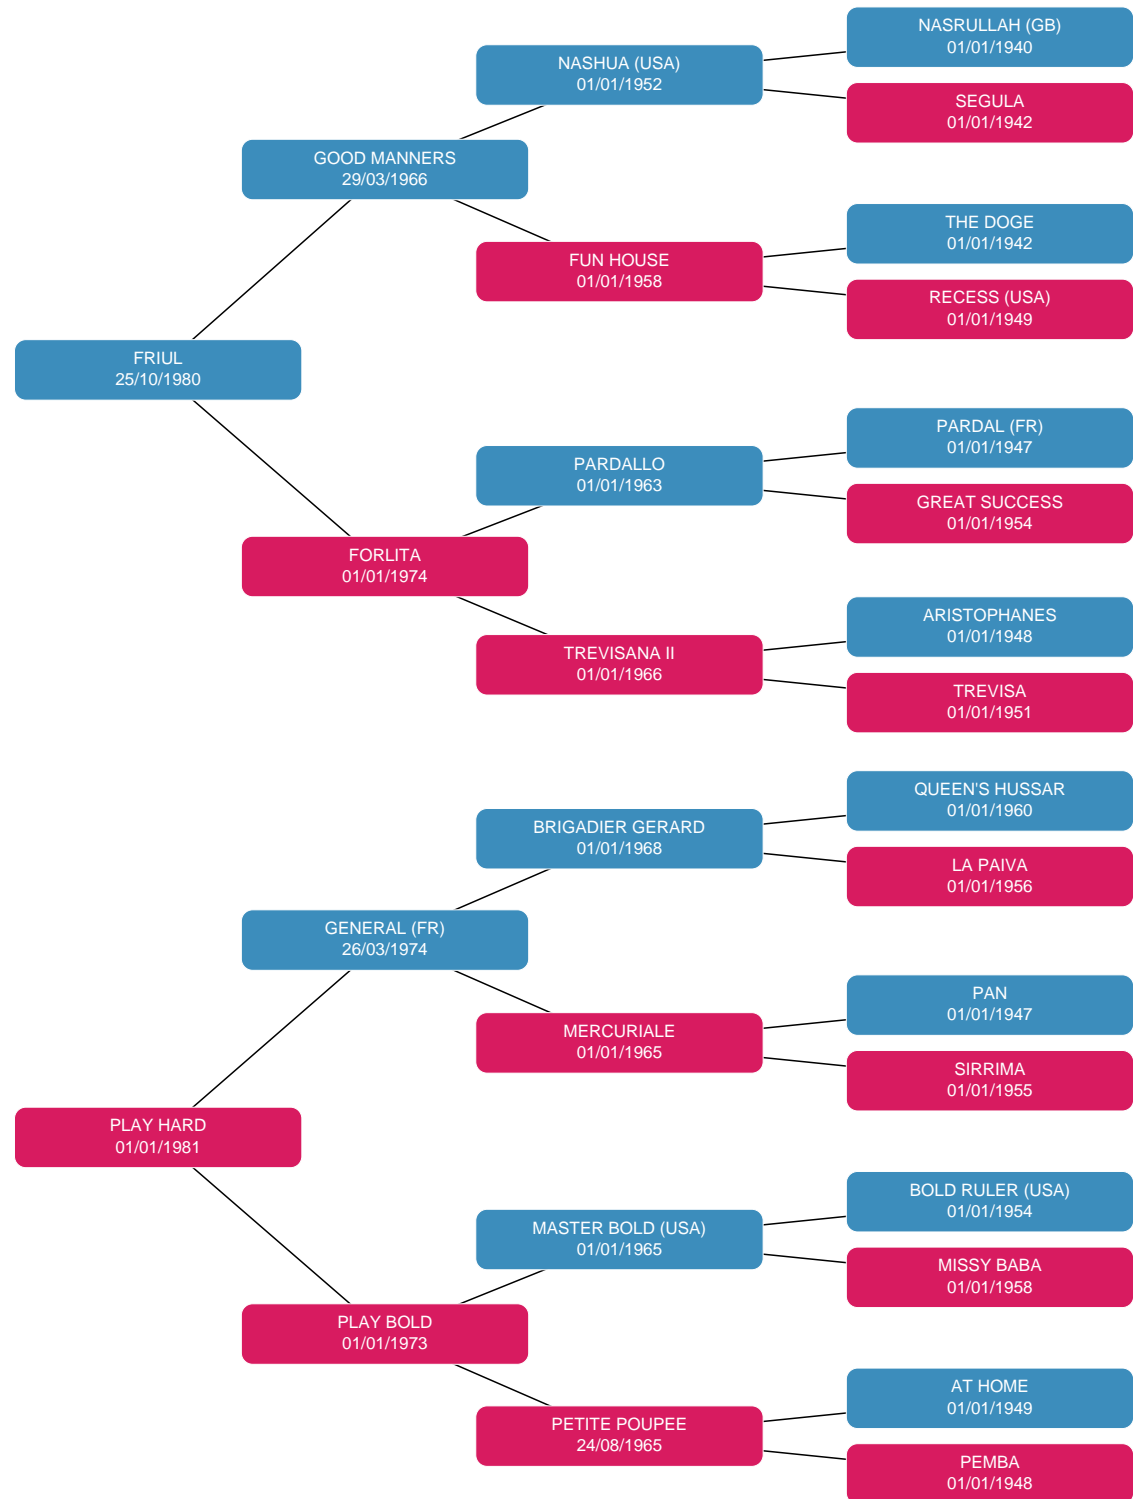 NASRULLAH (GB)
01/01/1940
NASHUA (USA)
01/01/1952
SEGULA
01/01/1942
GOOD MANNERS
29/03/1966
THE DOGE
01/01/1942
FUN HOUSE
01/01/1958
RECESS (USA)
01/01/1949
FRIUL
25/10/1980
PARDAL (FR)
01/01/1947
PARDALLO
01/01/1963
GREAT SUCCESS
01/01/1954
FORLITA
01/01/1974
ARISTOPHANES
01/01/1948
TREVISANA II
01/01/1966
TREVISA
01/01/1951
QUEEN'S HUSSAR
01/01/1960
BRIGADIER GERARD
01/01/1968
LA PAIVA
01/01/1956
GENERAL (FR)
26/03/1974
PAN
01/01/1947
MERCURIALE
01/01/1965
SIRRIMA
01/01/1955
PLAY HARD
01/01/1981
BOLD RULER (USA)
01/01/1954
MASTER BOLD (USA)
01/01/1965
MISSY BABA
01/01/1958
PLAY BOLD
01/01/1973
AT HOME
01/01/1949
PETITE POUPEE
24/08/1965
PEMBA
01/01/1948